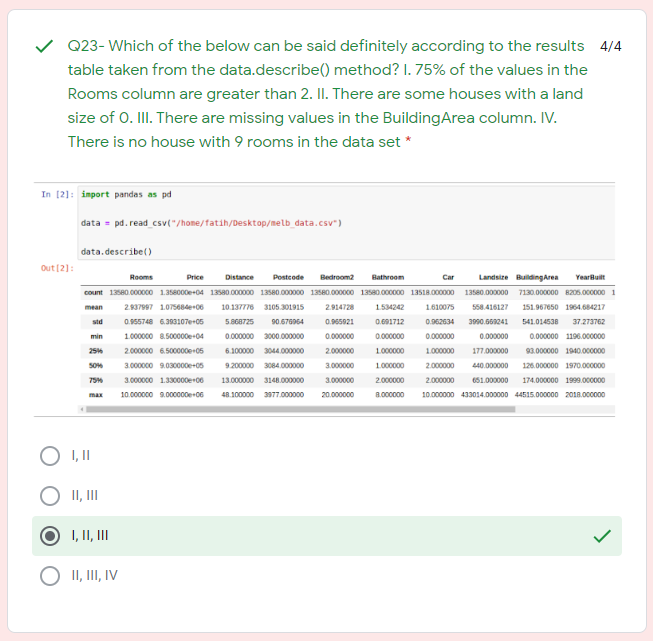 Q23- Which of the below can be said definitely according to the results 4/4
table taken from the data.describe() method? I. 75% of the values in the
Rooms column are greater than 2. II. There are some houses with a land
size of 0. III. There are missing values in the BuildingArea column. IV.
There is no house with 9 rooms in the data set *
In [2]: import pandas as pd
data = pd.read_csv("/home/fatih/Desktop/melb_data.csv")
data.describe()
Out[2]:
Rooms Price Distance Postcode Bedroom2 Bathroom Car Landsize BuildingArea YearBuilt
count 13580.000000 1.358000e+04 13580.000000 13580.000000 13580.000000 13580.000000 13518.000000 13580.000000 7130.000000 8205.000000 1
mean 2.937997 1.075684e+06 10.137776 3105.301915 2.914728 1.534242 1.610075 558.416127 151.967650 1964.684217
std 0.955748 6.393107e+05 5.868725 90.676964 0.965921 0.691712 0.962634 3990.669241 541.014538 37.273762
min 1.000000 8.500000e+04 0.000000 3000.000000 0.000000 0.000000 0.000000 0.000000 0.000000 1196.000000
25% 2.000000 6.500000e+05 6.100000 3044.000000 2.000000 1.000000 1.000000 177.000000 93.000000 1940.000000
50% 3.000000 9.030000e+05 9.200000 3084.000000 3.000000 1.000000 2.000000 440.000000 126.000000 1970.000000
75% 3.000000 1.330000e+06 13.000000 3148.000000 3.000000 2.000000 2.000000 651.000000 174.000000 1999.000000
max 10.000000 9.000000e+06 48.100000 3977.000000 20.000000 8.000000 10.000000 433014.000000 44515.000000 2018.000000
I, II
II, III
I, II, III
II, III, IV